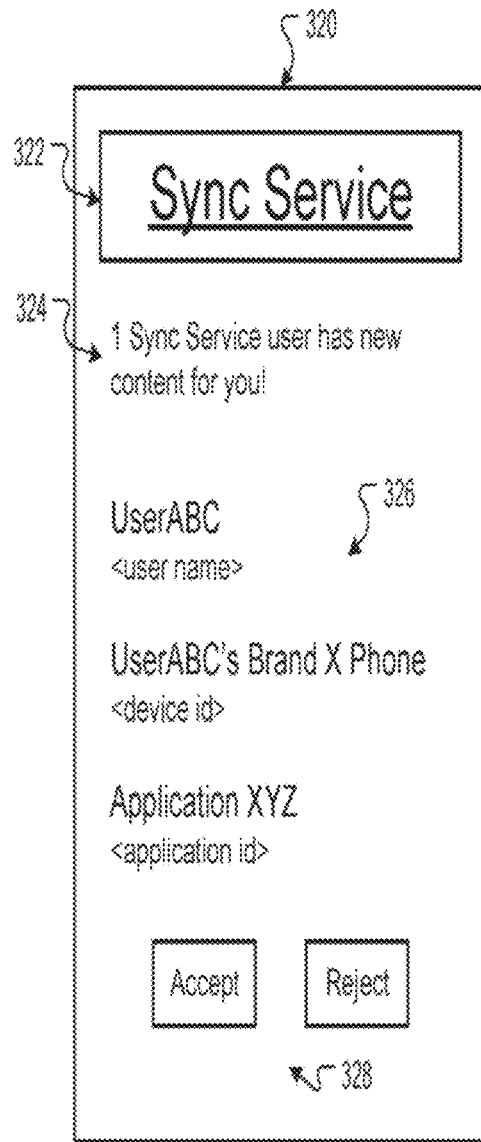 320
322
Sync Service
324
1 Sync Service user has new
content for you!
326
UserABC
<user name>
UserABC's Brand X Phone
<device id>
Application XYZ
<application id>
Accept Reject
328